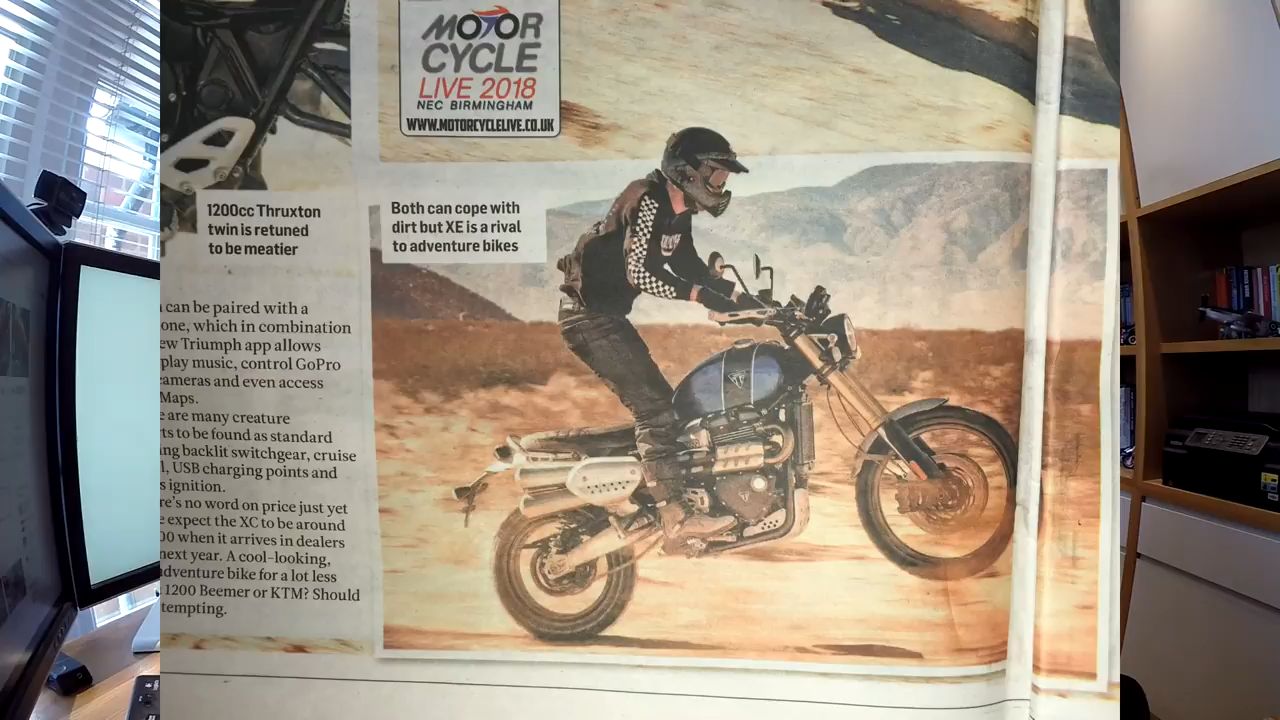 MOTOR
CYCLE
LIVE 2018
NEC BIRMINGHAM
WWW.MOTORCYCLELIVE.CO.UK
1200cc Thruxton
twin is retuned
to be meatier
Both can cope with
dirt but XE is a rival
to adventure bikes
can be paired with a
one, which in combination
ew Triumph app allows
play music, control GoPro
cameras and even access
Maps.
e are many creature
rts to be found as standard
ng backlit switchgear, cruise
l, USB charging points and
s ignition.
re's no word on price just yet
e expect the XC to be around
00 when it arrives in dealers
next year. A cool-looking,
adventure bike for a lot less
1200 Beemer or KTM? Should
tempting.